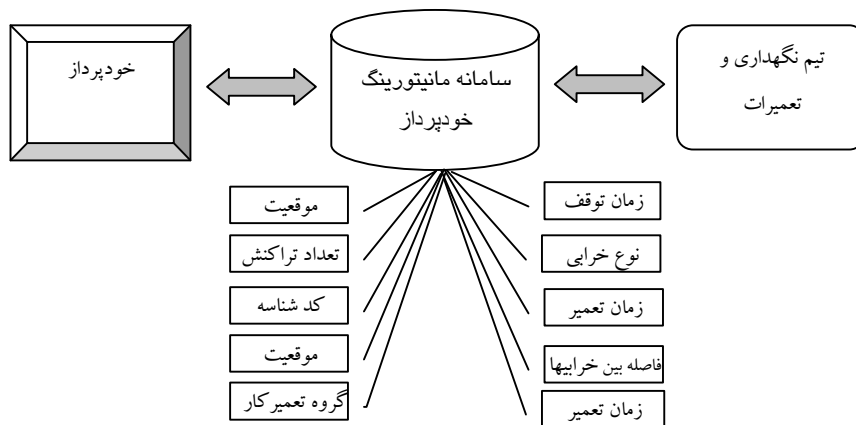 خودپرداز
سامانه مانیتورینگ
خودپرداز
تیم نگهداری و
تعمیرات
زمان توقف
موقعیت
نوع خرابی
تعداد تراکنش
زمان تعمیر
کد شناسه
فاصله بین خرابیها
موقعیت
زمان تعمیر
گروه تعمیرکار